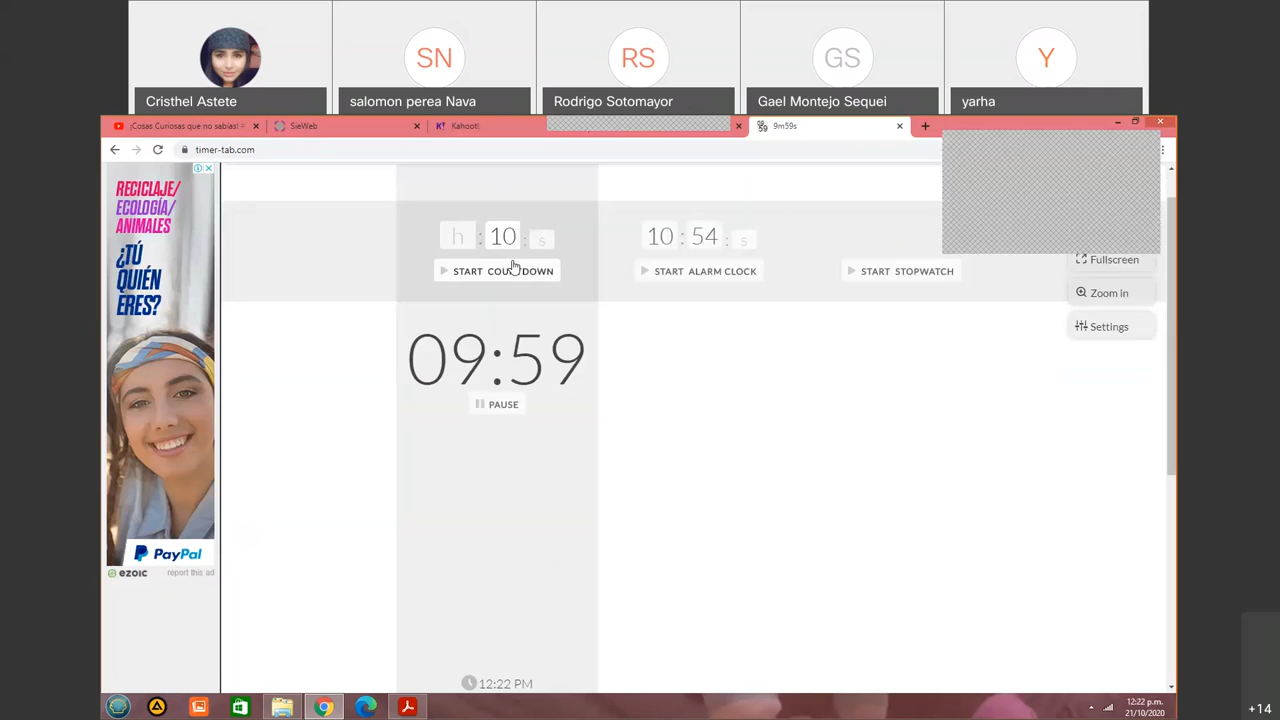 SN
RS
GS
Y
Cristhel Astete
salomon perea Nava
Rodrigo Sotomayor
Gael Montejo Sequei
yarha
¡Cosas Curiosas que no sabías!
SieWeb
Kahoot!
9m59s
timer-tab.com
RECICLAJE/
ECOLOGÍA/
ANIMALES
¿TÚ
QUIÉN
ERES?
PayPal
ezoic
report this ad
h : 10 : s
START COUNTDOWN
10 : 54 : s
START ALARM CLOCK
START STOPWATCH
Fullscreen
Zoom in
Settings
09:59
PAUSE
12:22 PM
12:22 p.m.
21/10/2020
+14